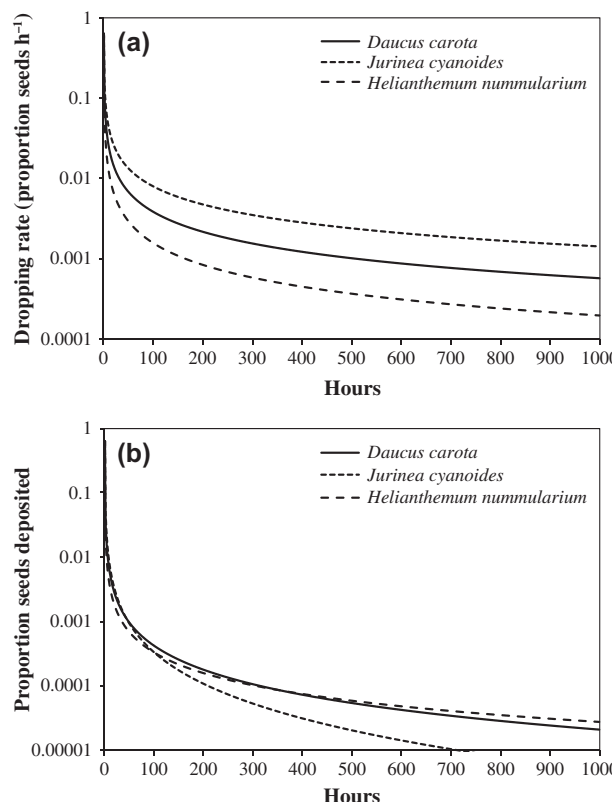 (a)
Daucus carota
Jurinea cyanoides
Helianthemum nummularium
Dropping rate (proportion seeds h⁻¹)
1
0.1
0.01
0.001
0.0001
0 100 200 300 400 500 600 700 800 900 1000
Hours
(b)
Daucus carota
Jurinea cyanoides
Helianthemum nummularium
Proportion seeds deposited
1
0.1
0.01
0.001
0.0001
0.00001
0 100 200 300 400 500 600 700 800 900 1000
Hours